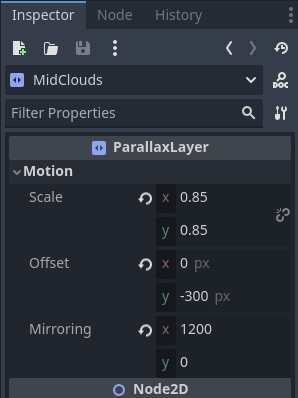 Inspector Node History
MidClouds
DOC
Filter Properties
ParallaxLayer
Motion
Scale x 0.85
y 0.85
Offset x 0 px
y -300 px
Mirroring x 1200
y 0
Node2D